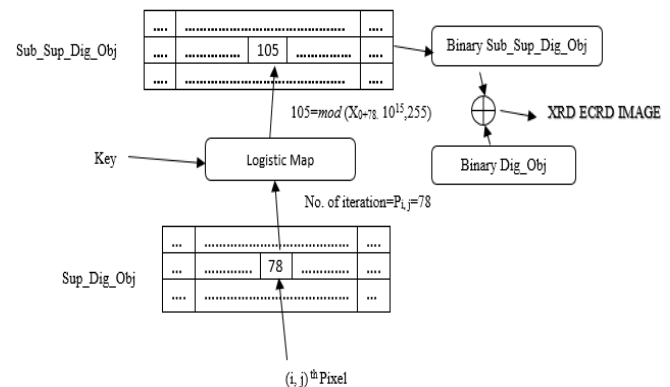 .... ........................................ ....
Sub_Sup_Dig_Obj
.... ............... 105 ............... ....
.... ........................................ ....
Binary Sub_Sup_Dig_Obj
105=mod (X0+78. 10^15,255)
XRD ECRD IMAGE
Key
Logistic Map
Binary Dig_Obj
No. of iteration=Pi, j=78
... ........................................ ....
Sup_Dig_Obj
... ............. 78 ............. ....
.... ........................................ ...
(i, j)th Pixel